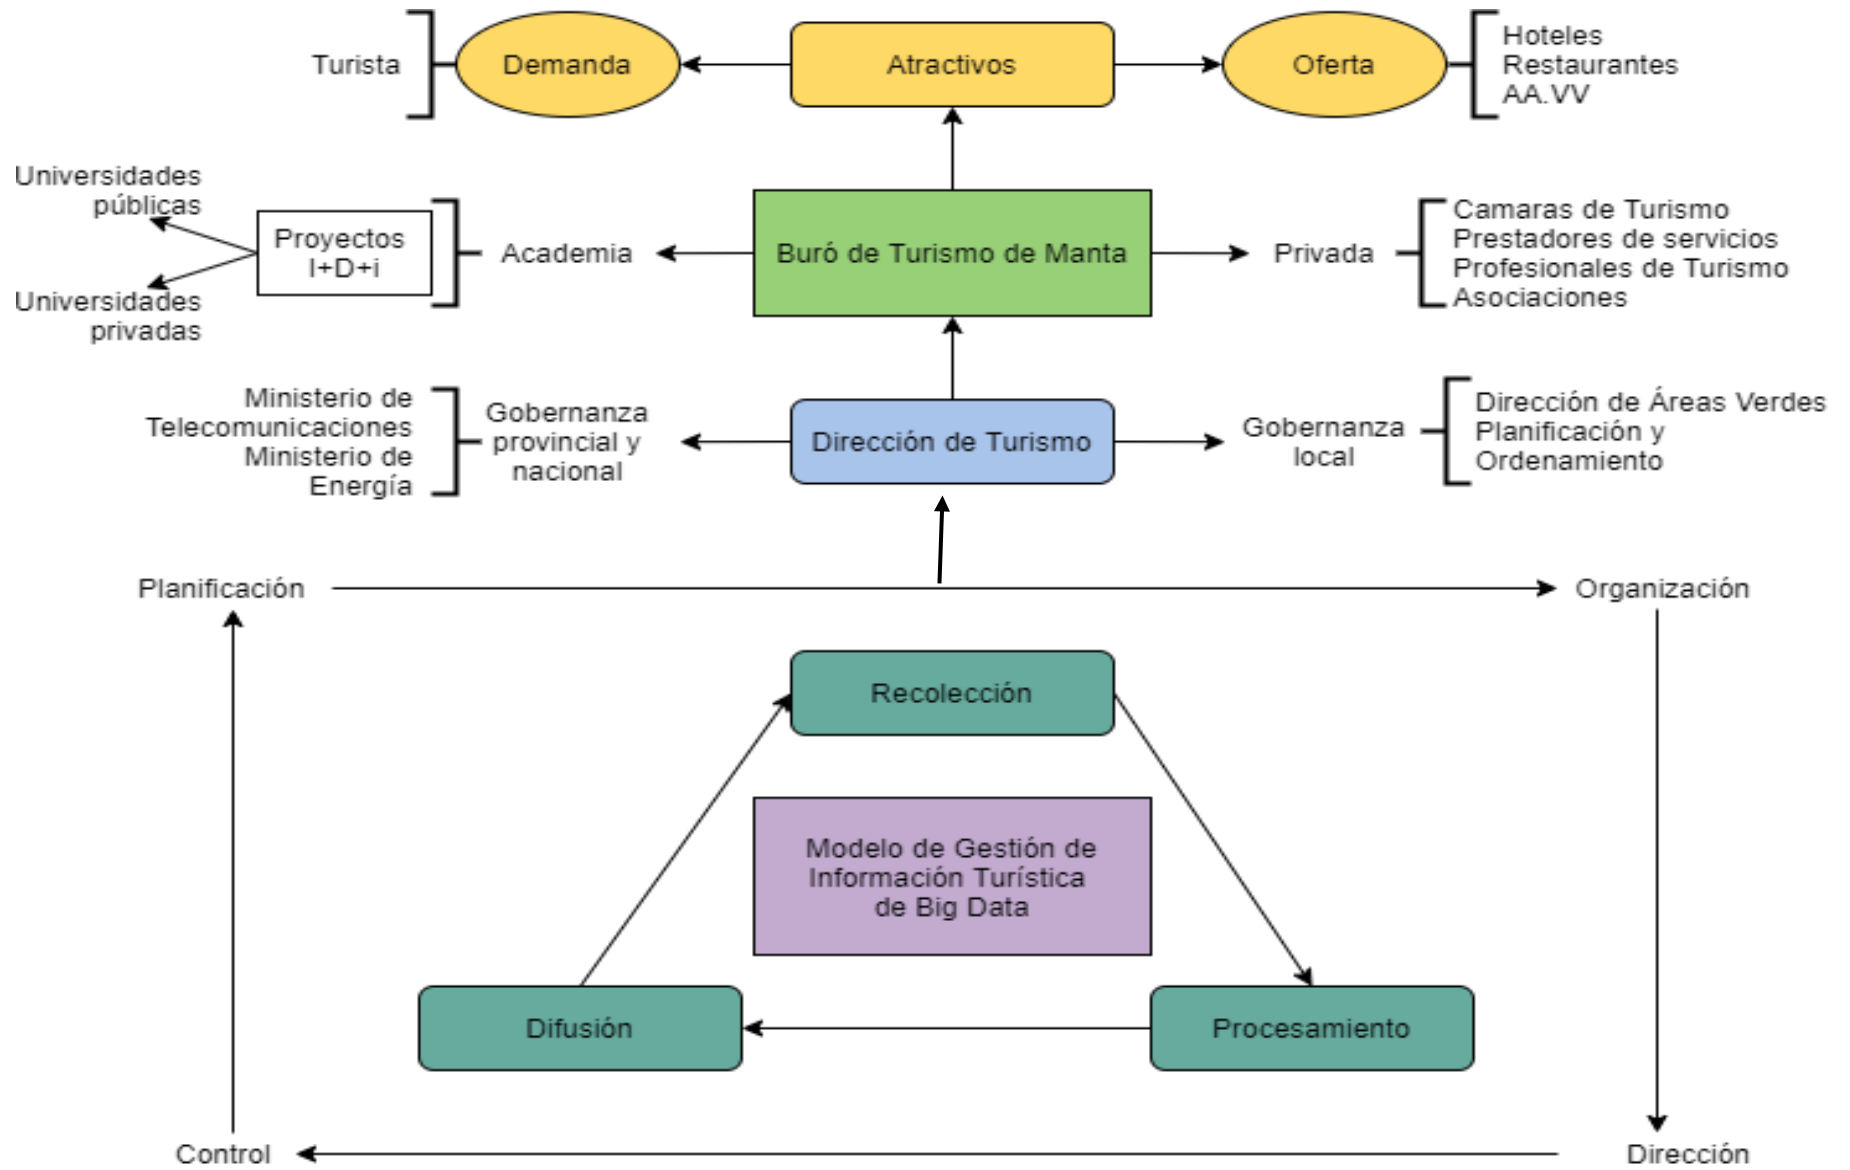 Turista
Demanda
Atractivos
Oferta
Hoteles
Restaurantes
AA.VV
Universidades
públicas
Universidades
privadas
Proyectos
I+D+i
Academia
Buró de Turismo de Manta
Privada
Camaras de Turismo
Prestadores de servicios
Profesionales de Turismo
Asociaciones
Ministerio de
Telecomunicaciones
Ministerio de
Energía
Gobernanza
provincial y
nacional
Dirección de Turismo
Gobernanza
local
Dirección de Áreas Verdes
Planificación y
Ordenamiento
Planificación
Organización
Recolección
Modelo de Gestión de
Información Turística
de Big Data
Difusión
Procesamiento
Control
Dirección